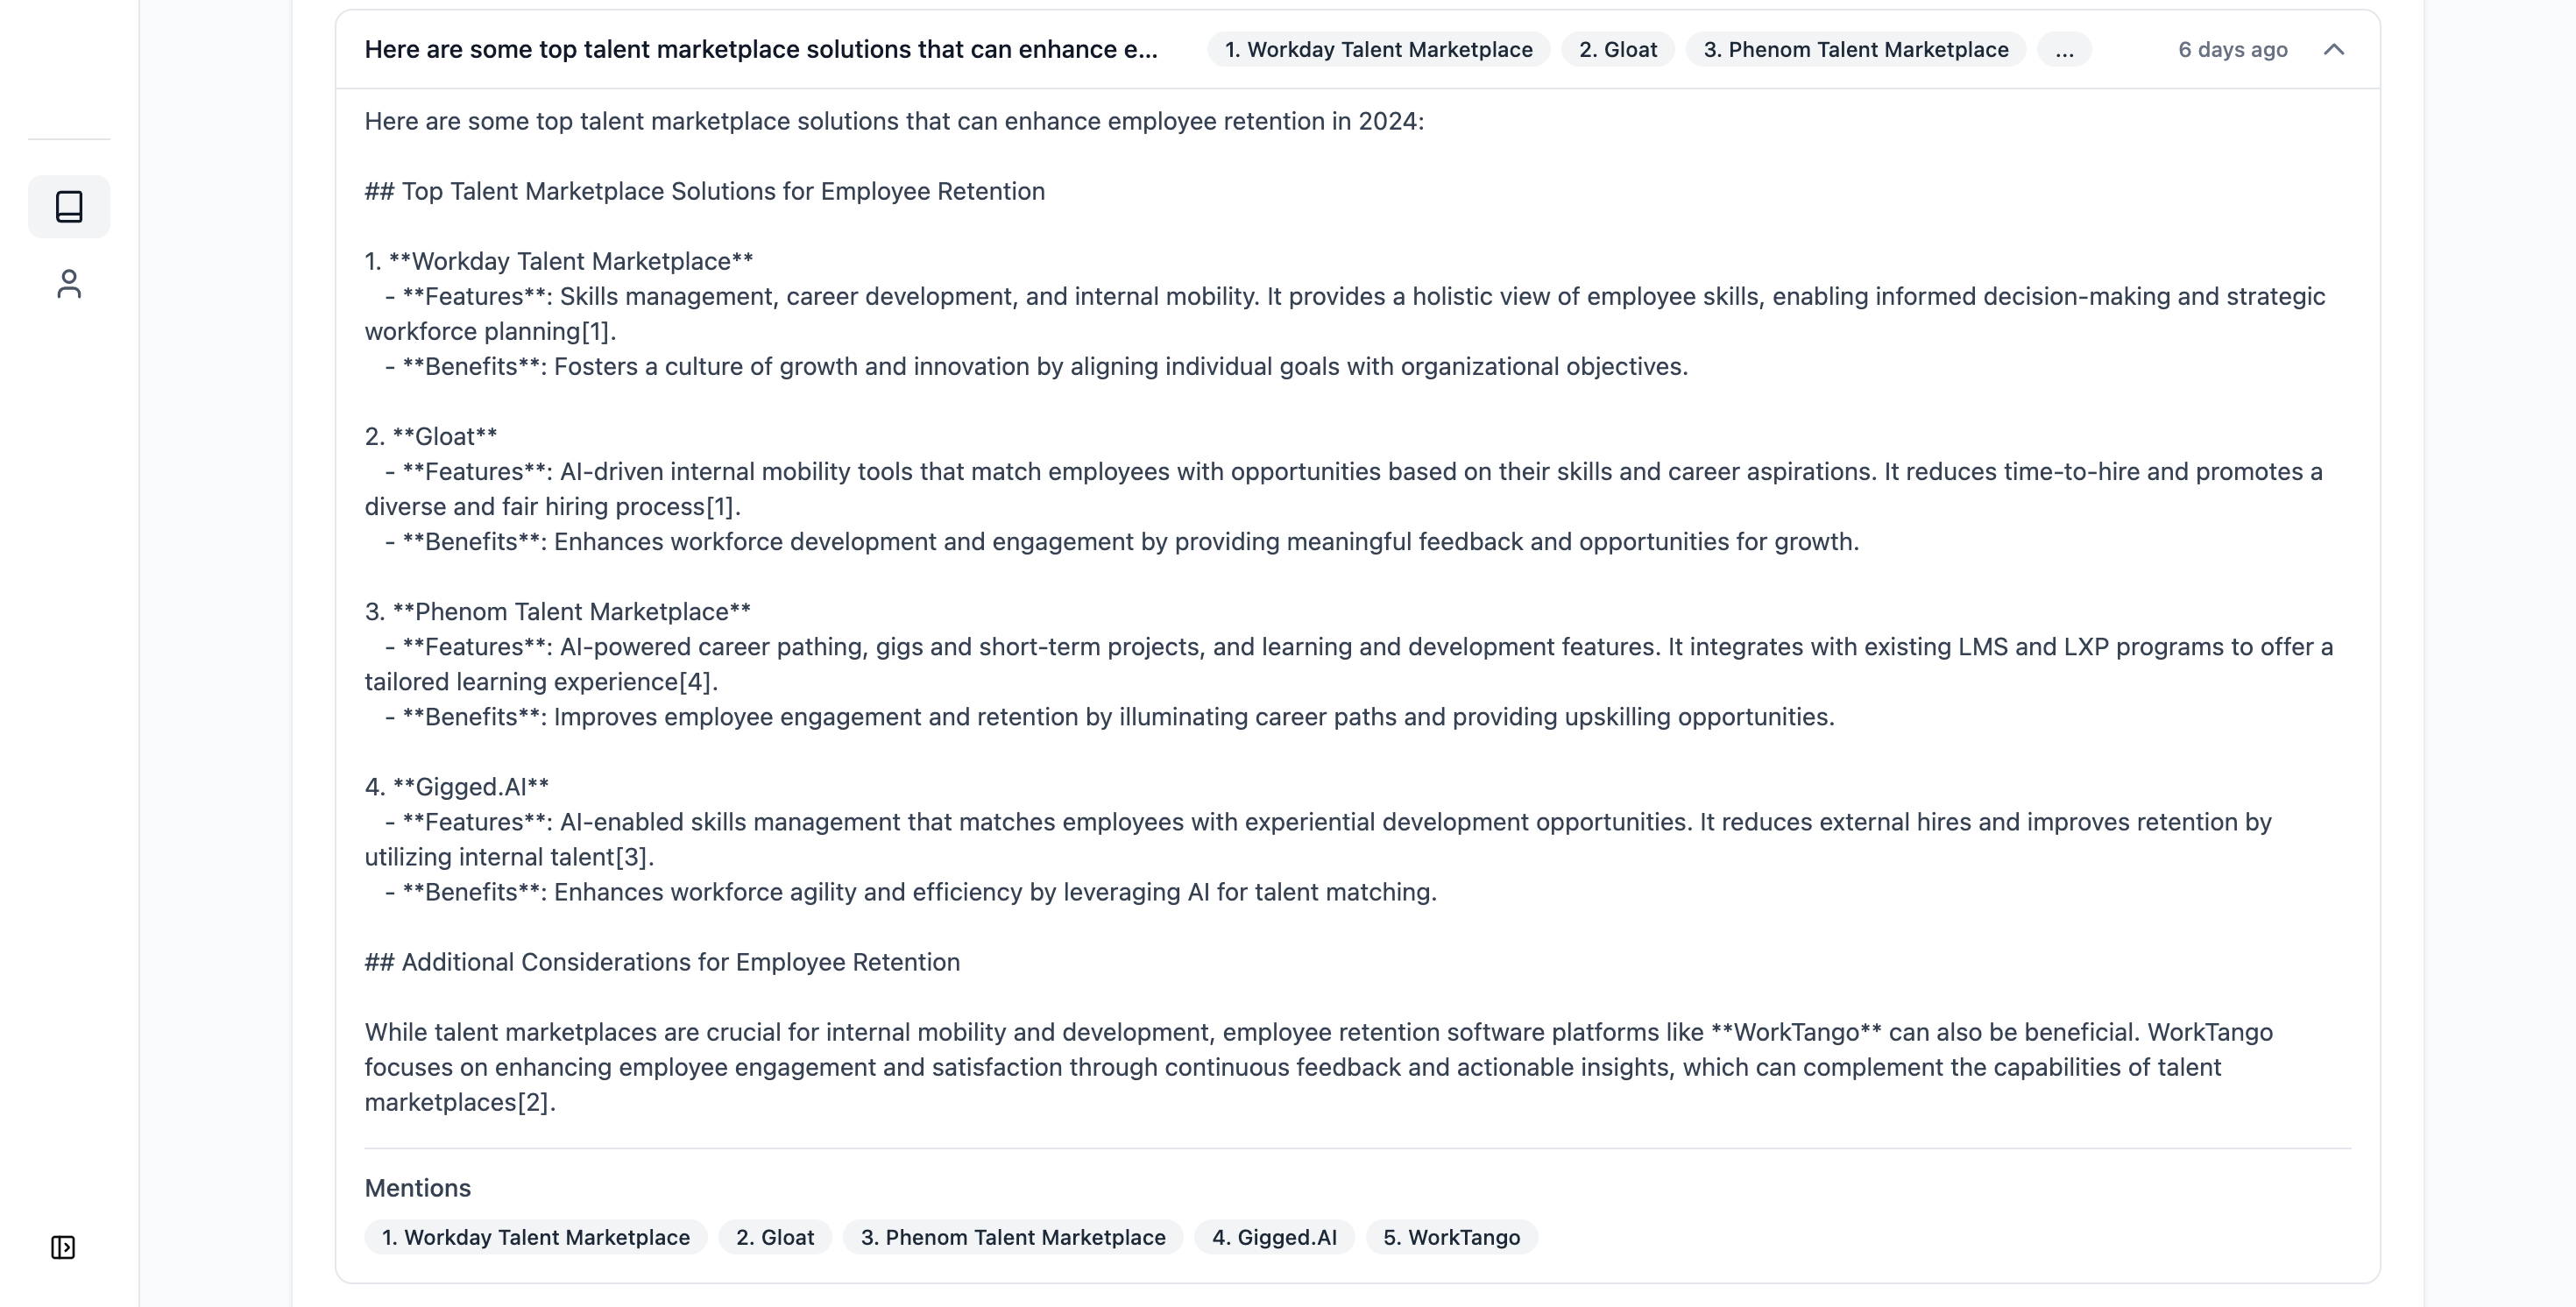 Here are some top talent marketplace solutions that can enhance e... 1. Workday Talent Marketplace 2. Gloat 3. Phenom Talent Marketplace ... 6 days ago
Here are some top talent marketplace solutions that can enhance employee retention in 2024:
## Top Talent Marketplace Solutions for Employee Retention
1. **Workday Talent Marketplace**
- **Features**: Skills management, career development, and internal mobility. It provides a holistic view of employee skills, enabling informed decision-making and strategic
workforce planning[1].
- **Benefits**: Fosters a culture of growth and innovation by aligning individual goals with organizational objectives.
2. **Gloat**
- **Features**: AI-driven internal mobility tools that match employees with opportunities based on their skills and career aspirations. It reduces time-to-hire and promotes a
diverse and fair hiring process[1].
- **Benefits**: Enhances workforce development and engagement by providing meaningful feedback and opportunities for growth.
3. **Phenom Talent Marketplace**
- **Features**: AI-powered career pathing, gigs and short-term projects, and learning and development features. It integrates with existing LMS and LXP programs to offer a
tailored learning experience[4].
- **Benefits**: Improves employee engagement and retention by illuminating career paths and providing upskilling opportunities.
4. **Gigged.AI**
- **Features**: AI-enabled skills management that matches employees with experiential development opportunities. It reduces external hires and improves retention by
utilizing internal talent[3].
- **Benefits**: Enhances workforce agility and efficiency by leveraging AI for talent matching.
## Additional Considerations for Employee Retention
While talent marketplaces are crucial for internal mobility and development, employee retention software platforms like **WorkTango** can also be beneficial. WorkTango
focuses on enhancing employee engagement and satisfaction through continuous feedback and actionable insights, which can complement the capabilities of talent
marketplaces[2].
Mentions
1. Workday Talent Marketplace 2. Gloat 3. Phenom Talent Marketplace 4. Gigged.AI 5. WorkTango